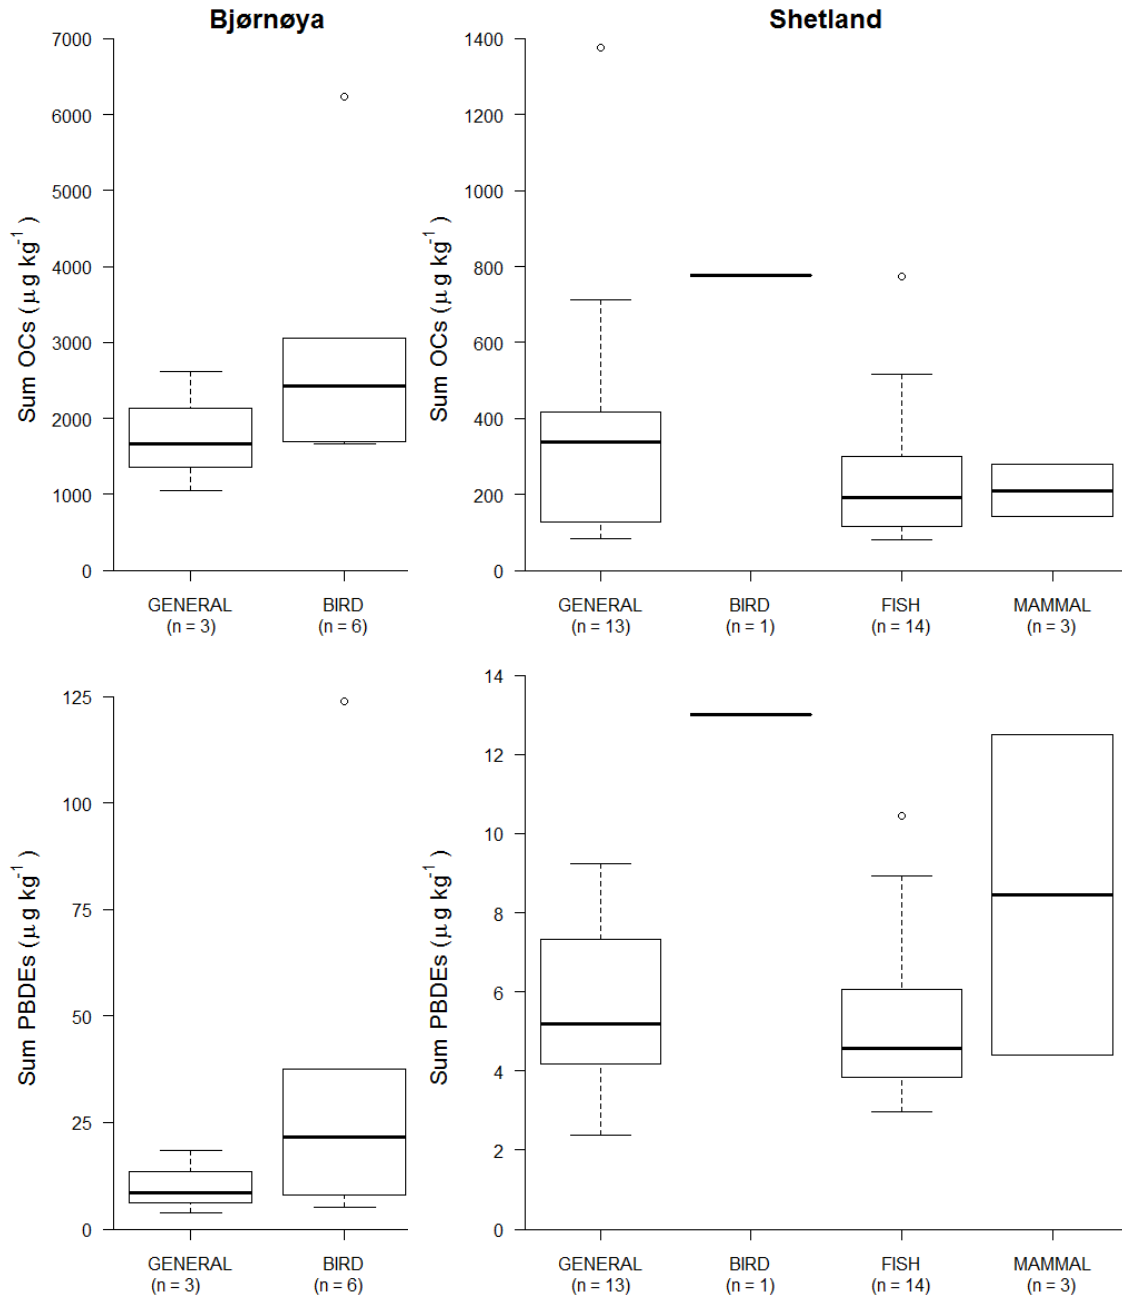 Bjørnøya
Shetland
Sum OCs (μg kg⁻¹)
7000
6000
5000
4000
3000
2000
1000
0
GENERAL
(n = 3)
BIRD
(n = 6)
Sum OCs (μg kg⁻¹)
1400
1200
1000
800
600
400
200
0
GENERAL
(n = 13)
BIRD
(n = 1)
FISH
(n = 14)
MAMMAL
(n = 3)
Sum PBDEs (μg kg⁻¹)
125
100
75
50
25
0
GENERAL
(n = 3)
BIRD
(n = 6)
Sum PBDEs (μg kg⁻¹)
14
12
10
8
6
4
2
0
GENERAL
(n = 13)
BIRD
(n = 1)
FISH
(n = 14)
MAMMAL
(n = 3)